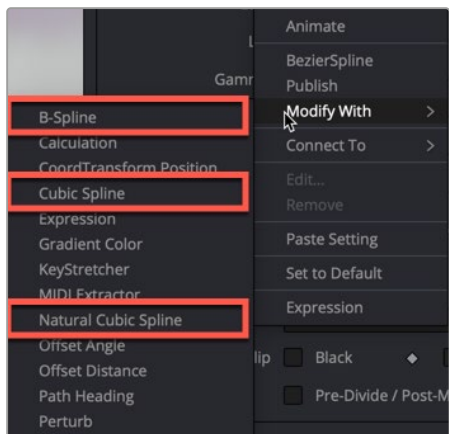 Animate
BezierSpline
Gamr
Publish
Modify With >
Connect To >
Edit...
Remove
Paste Setting
Set to Default
Expression
B-Spline
Calculation
CoordTransform Position
Cubic Spline
Expression
Gradient Color
KeyStretcher
MIDI Extractor
Natural Cubic Spline
Offset Angle
Offset Distance
Path Heading
Perturb
lip Black
Pre-Divide / Post-M